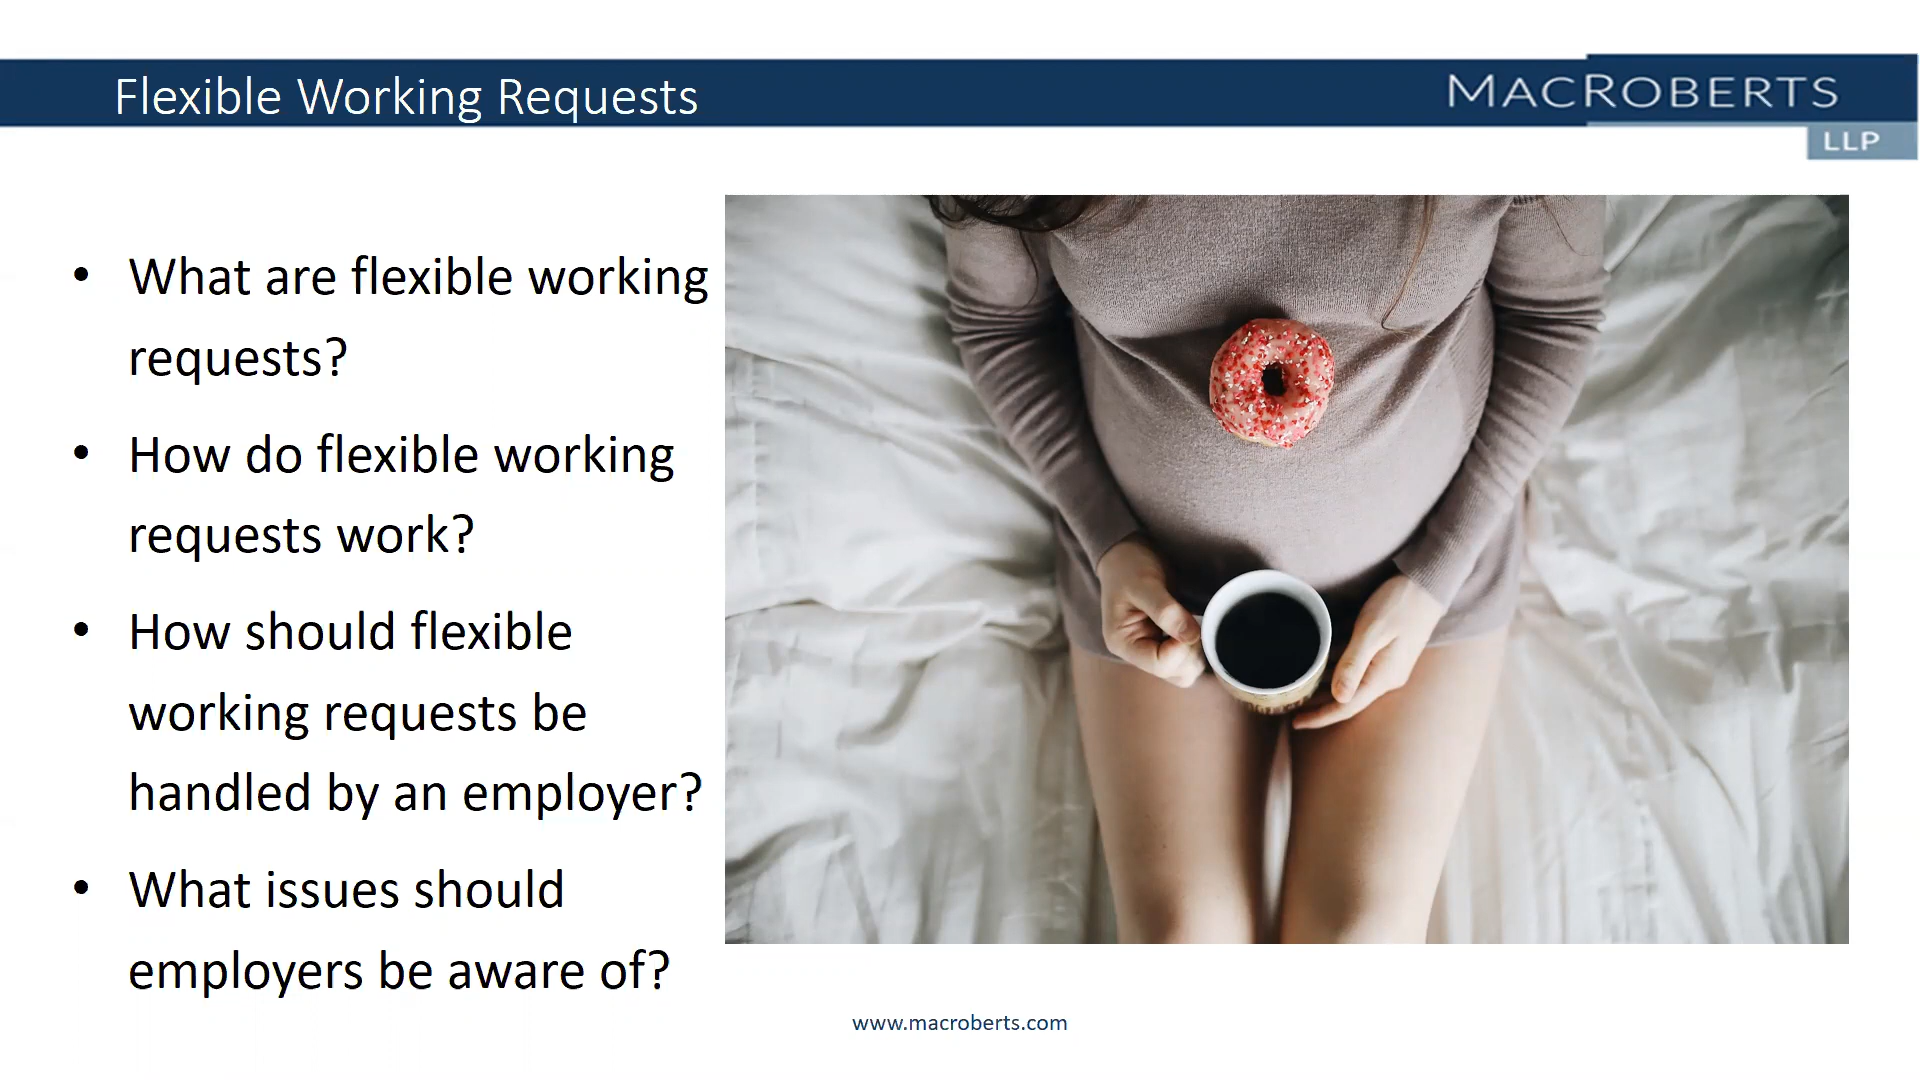 Flexible Working Requests
MACROBERTS
LLP
• What are flexible working
requests?
• How do flexible working
requests work?
• How should flexible
working requests be
handled by an employer?
• What issues should
employers be aware of?
www.macroberts.com